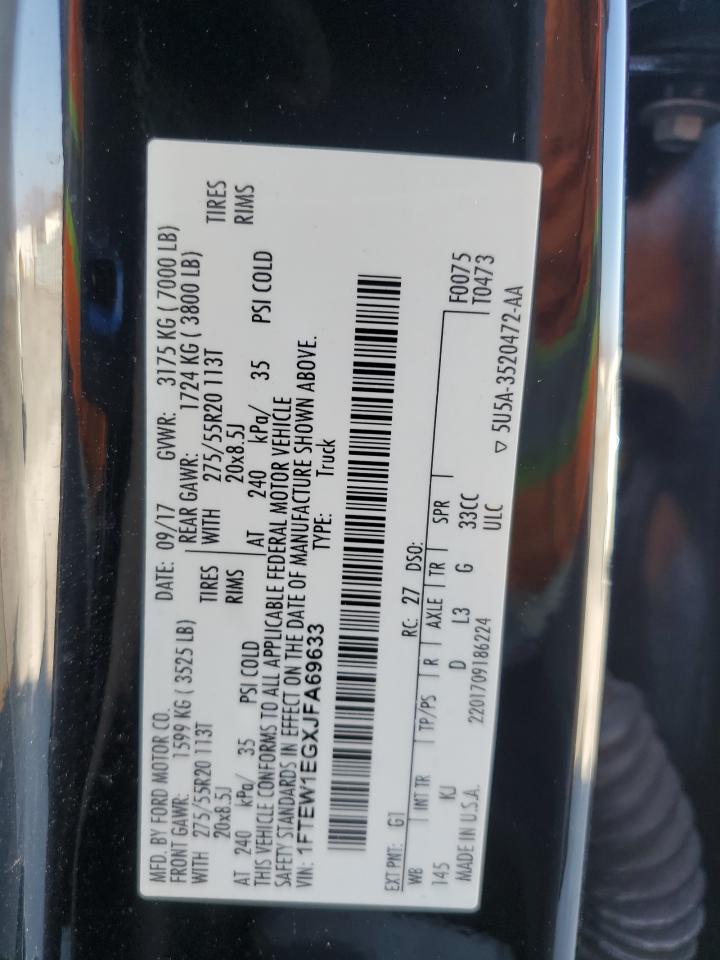 MFD. BY FORD MOTOR CO. DATE: 09/17 GVWR: 3175 KG ( 7000 LB)
FRONT GAWR: 1599 KG ( 3525 LB) REAR GAWR: 1724 KG ( 3800 LB)
WITH 275/55R20 113T TIRES WITH 275/55R20 113T TIRES
20x8.5J RIMS 20x8.5J RIMS
AT 240 kPa/ 35 PSI COLD AT 240 kPa/ 35 PSI COLD
THIS VEHICLE CONFORMS TO ALL APPLICABLE FEDERAL MOTOR VEHICLE
SAFETY STANDARDS IN EFFECT ON THE DATE OF MANUFACTURE SHOWN ABOVE.
VIN: 1FTEW1EGXJFA69633 TYPE: Truck
EXT PNT: G1 RC: 27 DSO:
WB INT TR TP/PS R AXLE TR SPR F0075
145 KJ D L3 G 33CC T0473
MADE IN U.S.A. 2201709186224 ULC ▽ 5U5A-3520472-AA